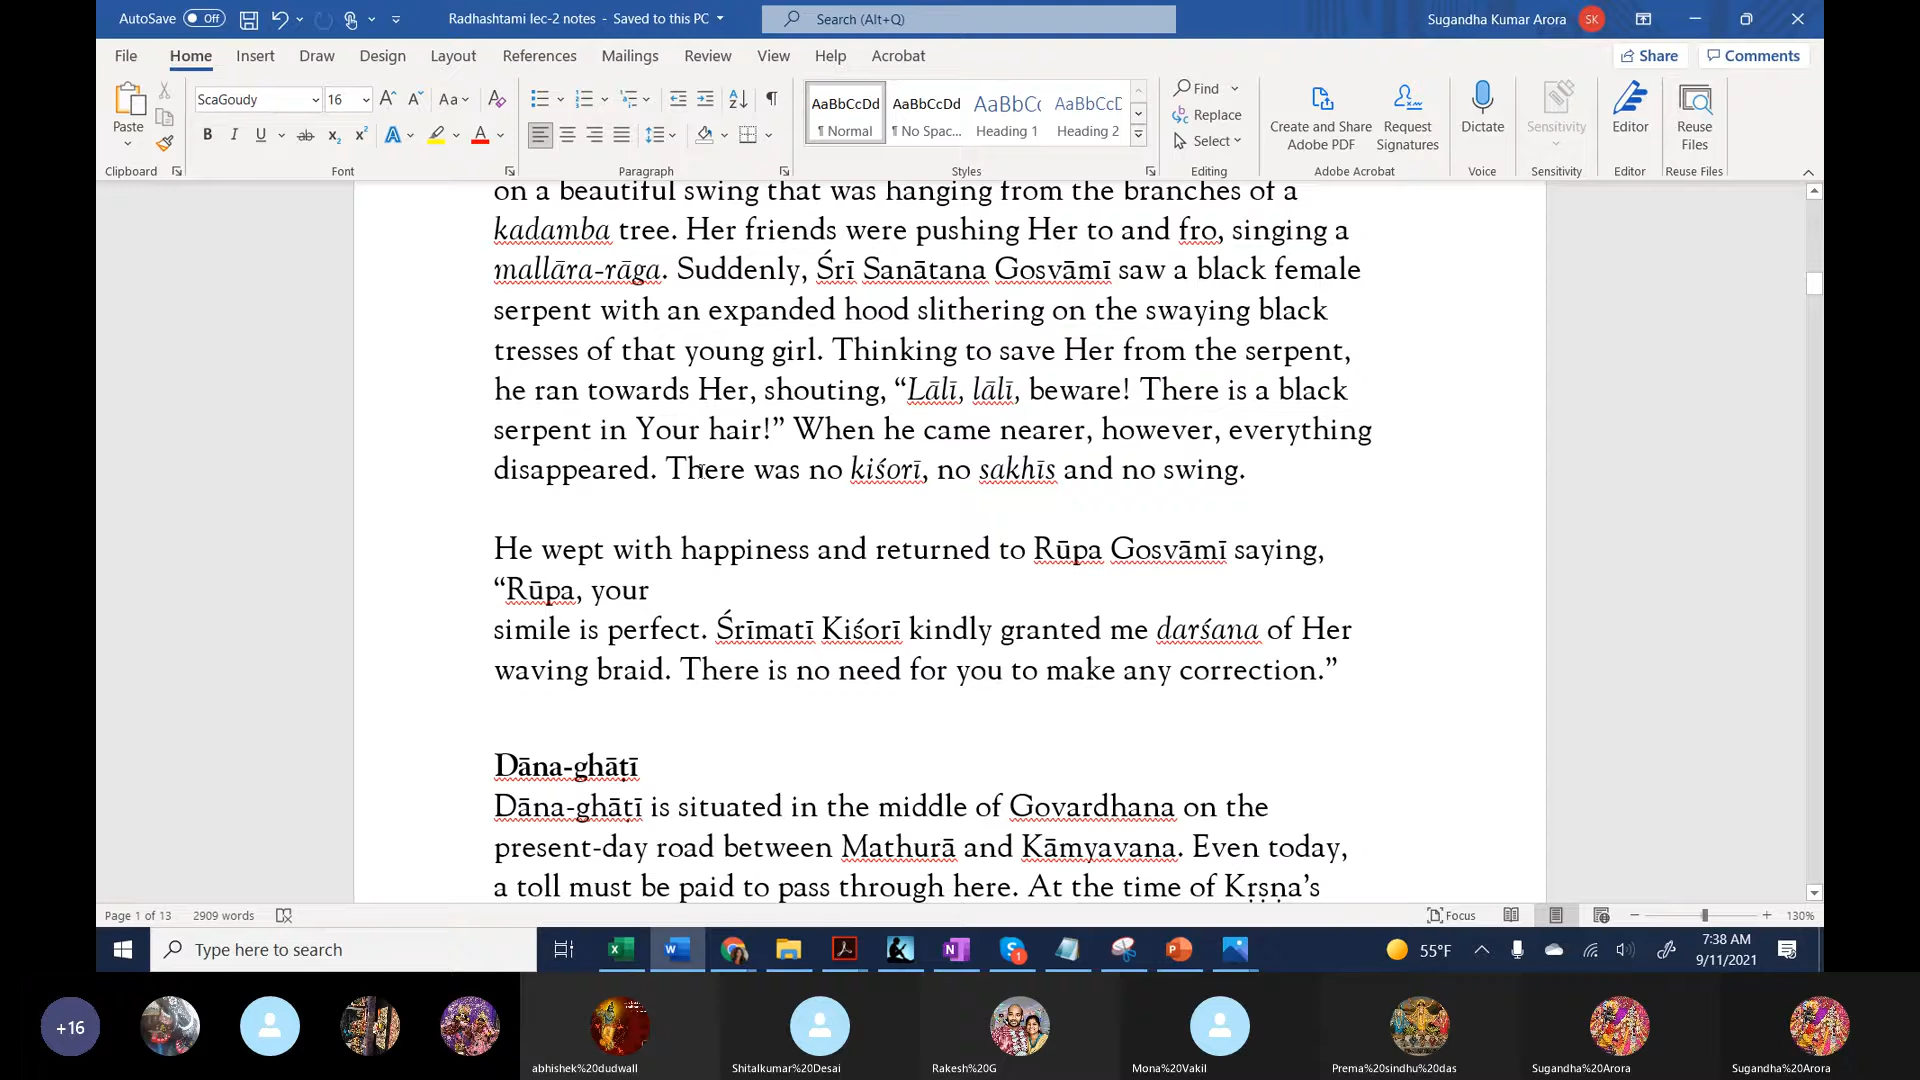 AutoSave Off Radhashtami lec-2 notes - Saved to this PC Search (Alt+Q) Sugandha Kumar Arora SK
File Home Insert Draw Design Layout References Mailings Review View Help Acrobat Share Comments
Paste ScaGoudy 16 Aa AaBbCcDd AaBbCcDd AaBbCc AaBbCcD Find
¶ Normal ¶ No Spac... Heading 1 Heading 2 Replace
Select
Create and Share Adobe PDF Request Signatures Dictate Sensitivity Editor Reuse Files
Clipboard Font Paragraph Styles Editing Adobe Acrobat Voice Sensitivity Editor Reuse Files
on a beautiful swing that was hanging from the branches of a
kadamba tree. Her friends were pushing Her to and fro, singing a
mallāra-rāga. Suddenly, Śrī Sanātana Gosvāmī saw a black female
serpent with an expanded hood slithering on the swaying black
tresses of that young girl. Thinking to save Her from the serpent,
he ran towards Her, shouting, “Lālī, lālī, beware! There is a black
serpent in Your hair!” When he came nearer, however, everything
disappeared. There was no kiśorī, no sakhīs and no swing.
He wept with happiness and returned to Rūpa Gosvāmī saying,
“Rūpa, your
simile is perfect. Śrīmatī Kiśorī kindly granted me darśana of Her
waving braid. There is no need for you to make any correction.”
Dāna-ghāṭī
Dāna-ghāṭī is situated in the middle of Govardhana on the
present-day road between Mathurā and Kāmyavana. Even today,
a toll must be paid to pass through here. At the time of Kṛṣṇa’s
Page 1 of 13 2909 words Focus 130%
Type here to search 55°F 7:38 AM
9/11/2021
+16
abhishek%20dudwall Shitalkumar%20Desai Rakesh%20G Mona%20Vakil Prema%20sindhu%20das Sugandha%20Arora Sugandha%20Arora